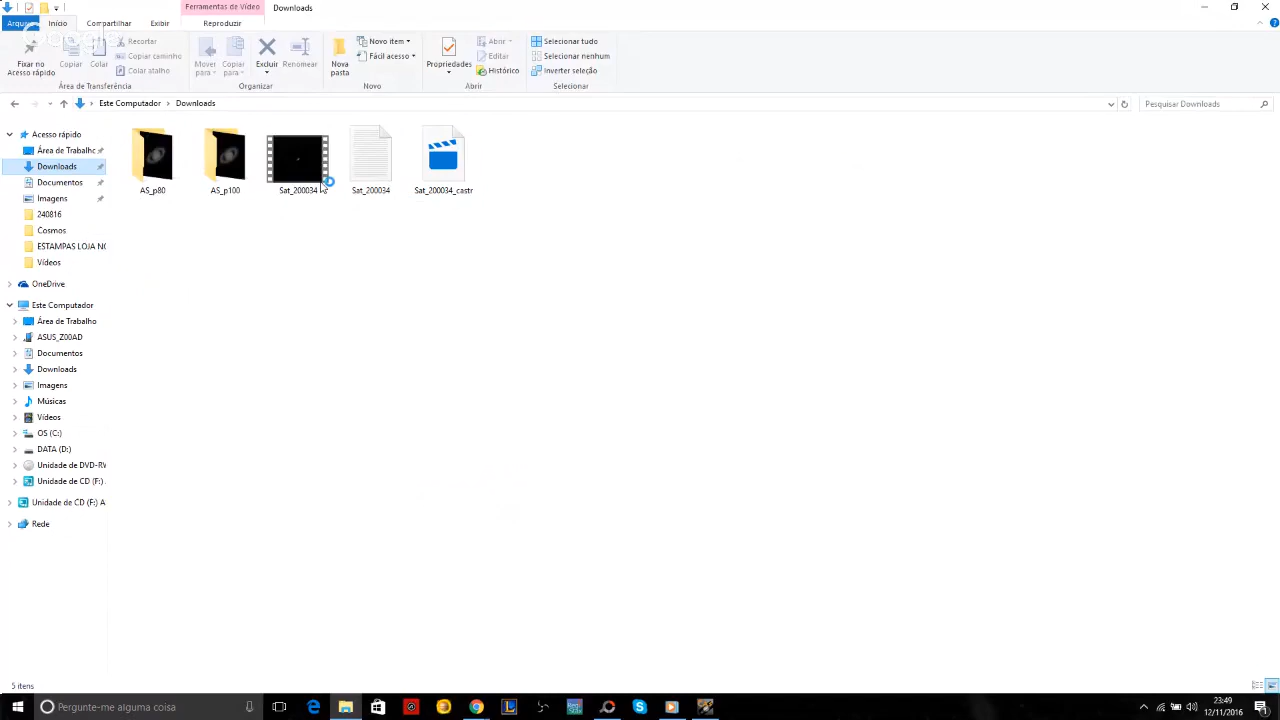 Ferramentas de Vídeo
Downloads
Arquivo Início Compartilhar Exibir Reproduzir
Fixar no Acesso rápido
Copiar
Colar
Recortar
Copiar caminho
Colar atalho
Área de Transferência
Mover para
Copiar para
Excluir
Renomear
Organizar
Nova pasta
Novo item
Fácil acesso
Novo
Propriedades
Abrir
Editar
Histórico
Abrir
Selecionar tudo
Selecionar nenhum
Inverter seleção
Selecionar
Este Computador > Downloads
Pesquisar Downloads
Acesso rápido
Área de Trabalho
Downloads
Documentos
Imagens
240816
Cosmos
ESTAMPAS LOJA NO
Vídeos
OneDrive
Este Computador
Área de Trabalho
ASUS_Z00AD
Documentos
Downloads
Imagens
Músicas
Vídeos
OS (C:)
DATA (D:)
Unidade de DVD-RW
Unidade de CD (F:)
Unidade de CD (F:) A
Rede
AS_p80
AS_p100
Sat_200034
Sat_200034
Sat_200034_castr
5 itens
Pergunte-me alguma coisa
23:49
12/11/2016